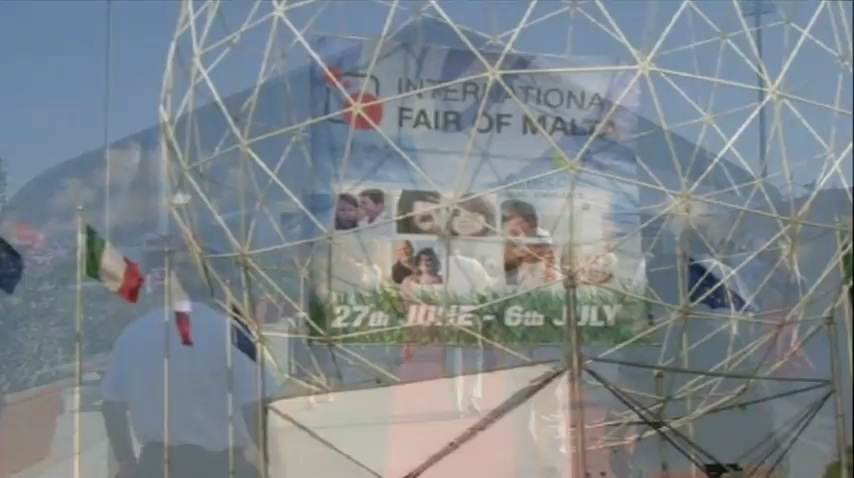 INTERNATIONAL
FAIR OF MALTA
27th JUNE - 6th JULY